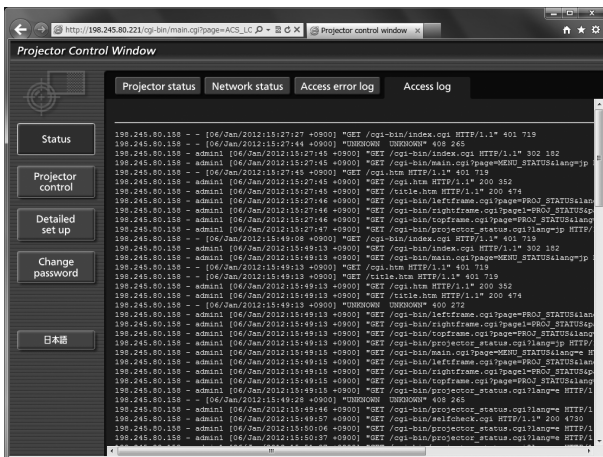 http://198.245.80.221/cgi-bin/main.cgi?page=ACS_LC
Projector control window
Projector Control Window
Projector status
Network status
Access error log
Access log
Status
Projector control
Detailed set up
Change password
日本語
198.245.80.158 - - [06/Jan/2012:15:27:27 +0900] "GET /cgi-bin/index.cgi HTTP/1.1" 401 719
198.245.80.158 - - [06/Jan/2012:15:27:44 +0900] "UNKNOWN UNKNOWN" 408 265
198.245.80.158 - admin1 [06/Jan/2012:15:27:45 +0900] "GET /cgi-bin/index.cgi HTTP/1.1" 302 182
198.245.80.158 - admin1 [06/Jan/2012:15:27:45 +0900] "GET /cgi-bin/main.cgi?page=MENU_STATUS&lang=jp
198.245.80.158 - - [06/Jan/2012:15:27:45 +0900] "GET /cgi.htm HTTP/1.1" 401 719
198.245.80.158 - admin1 [06/Jan/2012:15:27:45 +0900] "GET /cgi.htm HTTP/1.1" 200 352
198.245.80.158 - admin1 [06/Jan/2012:15:27:45 +0900] "GET /title.htm HTTP/1.1" 200 474
198.245.80.158 - admin1 [06/Jan/2012:15:27:46 +0900] "GET /cgi-bin/leftframe.cgi?page=PROJ_STATUS&lang
198.245.80.158 - admin1 [06/Jan/2012:15:27:46 +0900] "GET /cgi-bin/rightframe.cgi?page1=PROJ_STATUS&p
198.245.80.158 - admin1 [06/Jan/2012:15:27:46 +0900] "GET /cgi-bin/topframe.cgi?page=PROJ_STATUS&lang
198.245.80.158 - admin1 [06/Jan/2012:15:27:47 +0900] "GET /cgi-bin/projector_status.cgi?lang=jp HTTP/
198.245.80.158 - - [06/Jan/2012:15:49:08 +0900] "GET /cgi-bin/index.cgi HTTP/1.1" 401 719
198.245.80.158 - admin1 [06/Jan/2012:15:49:13 +0900] "GET /cgi-bin/index.cgi HTTP/1.1" 302 182
198.245.80.158 - admin1 [06/Jan/2012:15:49:13 +0900] "GET /cgi-bin/main.cgi?page=MENU_STATUS&lang=jp
198.245.80.158 - - [06/Jan/2012:15:49:13 +0900] "GET /cgi.htm HTTP/1.1" 401 719
198.245.80.158 - - [06/Jan/2012:15:49:13 +0900] "GET /title.htm HTTP/1.1" 401 719
198.245.80.158 - admin1 [06/Jan/2012:15:49:13 +0900] "GET /cgi.htm HTTP/1.1" 200 352
198.245.80.158 - admin1 [06/Jan/2012:15:49:13 +0900] "GET /title.htm HTTP/1.1" 200 474
198.245.80.158 - - [06/Jan/2012:15:49:13 +0900] "UNKNOWN UNKNOWN" 400 272
198.245.80.158 - admin1 [06/Jan/2012:15:49:13 +0900] "GET /cgi-bin/leftframe.cgi?page=PROJ_STATUS&lan
198.245.80.158 - admin1 [06/Jan/2012:15:49:13 +0900] "GET /cgi-bin/rightframe.cgi?page1=PROJ_STATUS&p
198.245.80.158 - admin1 [06/Jan/2012:15:49:13 +0900] "GET /cgi-bin/topframe.cgi?page=PROJ_STATUS&lang
198.245.80.158 - admin1 [06/Jan/2012:15:49:13 +0900] "GET /cgi-bin/projector_status.cgi?lang=jp HTTP/
198.245.80.158 - admin1 [06/Jan/2012:15:49:15 +0900] "GET /cgi-bin/main.cgi?page=MENU_STATUS&lang=e H
198.245.80.158 - admin1 [06/Jan/2012:15:49:15 +0900] "GET /cgi-bin/rightframe.cgi?page1=PROJ_STATUS&p
198.245.80.158 - admin1 [06/Jan/2012:15:49:15 +0900] "GET /cgi-bin/topframe.cgi?page=PROJ_STATUS&lang
198.245.80.158 - admin1 [06/Jan/2012:15:49:15 +0900] "GET /cgi-bin/projector_status.cgi?lang=e HTTP/1
198.245.80.158 - - [06/Jan/2012:15:49:28 +0900] "UNKNOWN UNKNOWN" 408 265
198.245.80.158 - admin1 [06/Jan/2012:15:49:46 +0900] "GET /cgi-bin/projector_status.cgi?lang=e HTTP/1
198.245.80.158 - admin1 [06/Jan/2012:15:49:57 +0900] "GET /cgi-bin/selfcheck.cgi HTTP/1.1" 200 4730
198.245.80.158 - admin1 [06/Jan/2012:15:50:06 +0900] "GET /cgi-bin/projector_status.cgi?lang=e HTTP/1
198.245.80.158 - admin1 [06/Jan/2012:15:50:37 +0900] "GET /cgi-bin/projector_status.cgi?lang=e HTTP/1